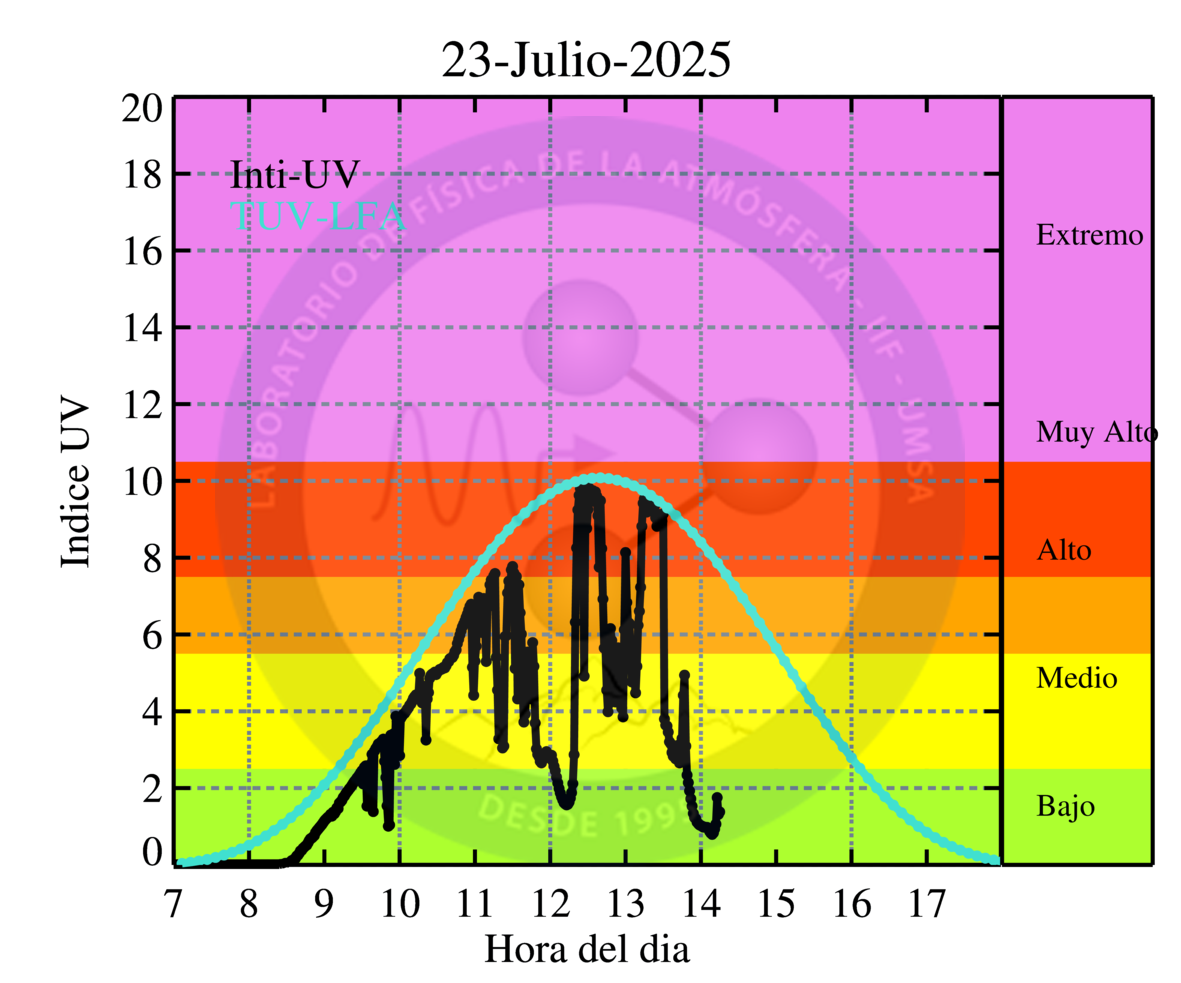 23-Julio-2025
20
18
16
14
12
10
8
6
4
2
0
Indice UV
Inti-UV
TUV-LFA
LABORATORIO DE FÍSICA DE LA ATMÓSFERA - IIF - UMSA
DESDE 1995
Extremo
Muy Alto
Alto
Medio
Bajo
7 8 9 10 11 12 13 14 15 16 17
Hora del dia